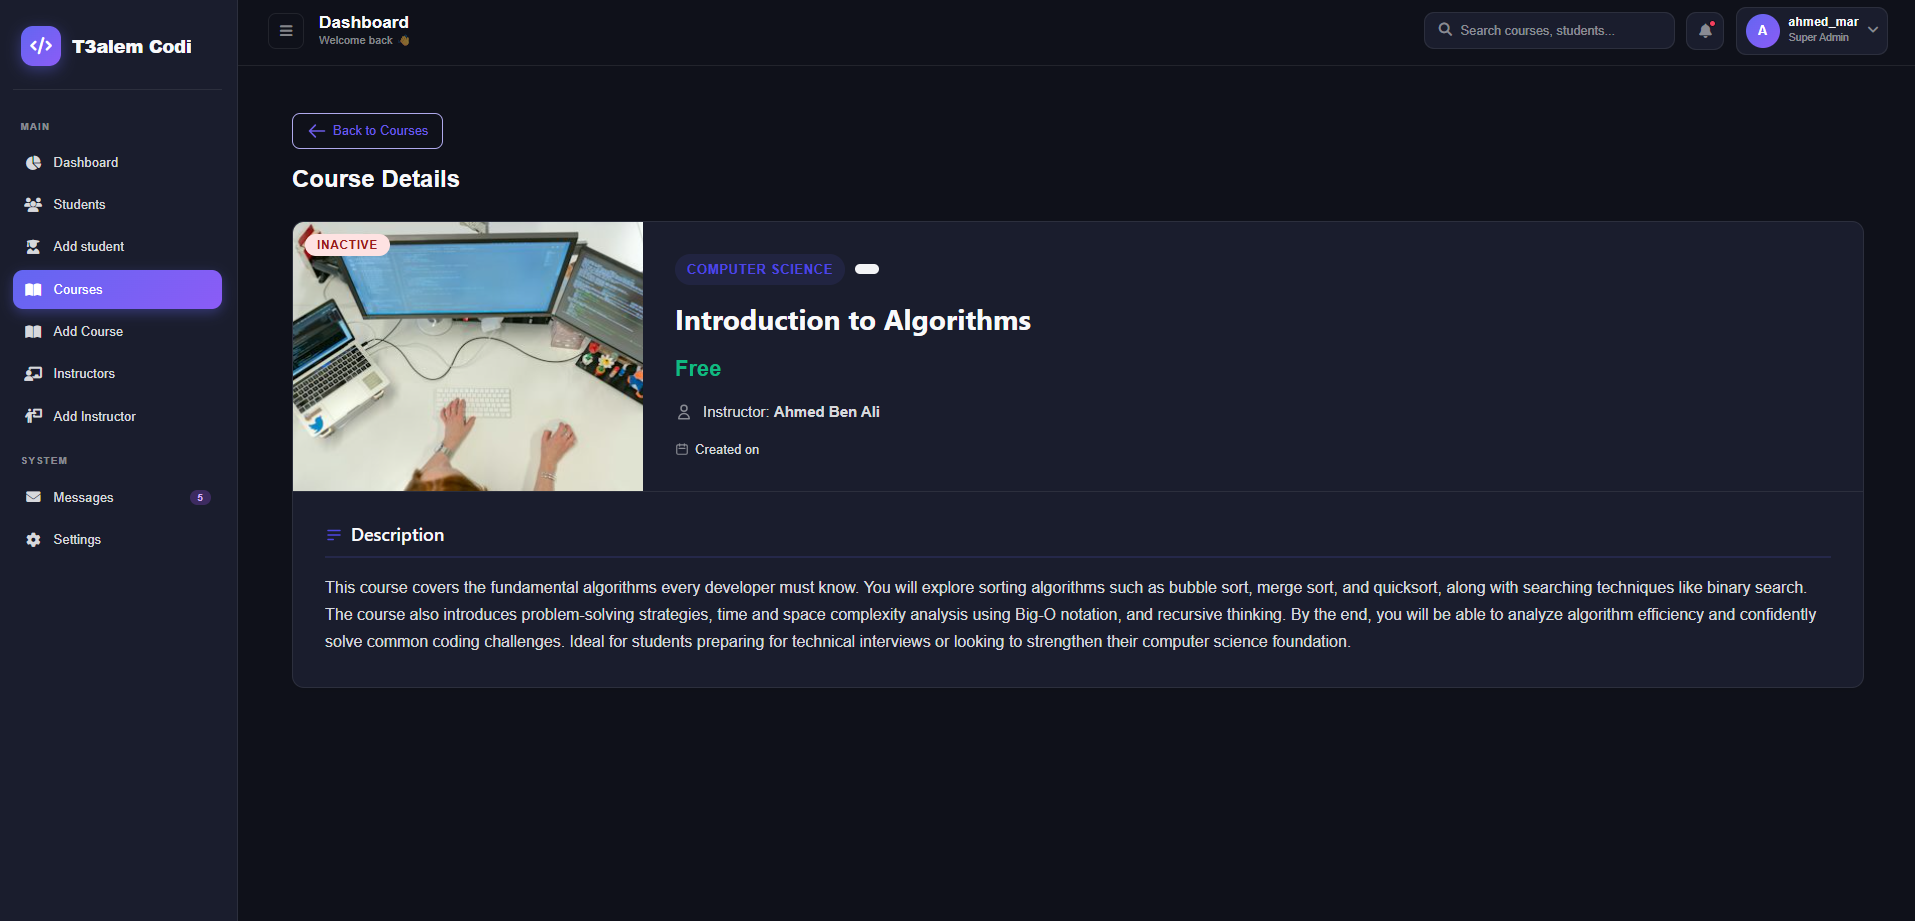 T3alem Codi
MAIN
Dashboard
Students
Add student
Courses
Add Course
Instructors
Add Instructor
SYSTEM
Messages
5
Settings
Dashboard
Welcome back 👋
Search courses, students...
A
ahmed_mar
Super Admin
Back to Courses
Course Details
INACTIVE
COMPUTER SCIENCE
Introduction to Algorithms
Free
Instructor: Ahmed Ben Ali
Created on
Description
This course covers the fundamental algorithms every developer must know. You will explore sorting algorithms such as bubble sort, merge sort, and quicksort, along with searching techniques like binary search.
The course also introduces problem-solving strategies, time and space complexity analysis using Big-O notation, and recursive thinking. By the end, you will be able to analyze algorithm efficiency and confidently
solve common coding challenges. Ideal for students preparing for technical interviews or looking to strengthen their computer science foundation.